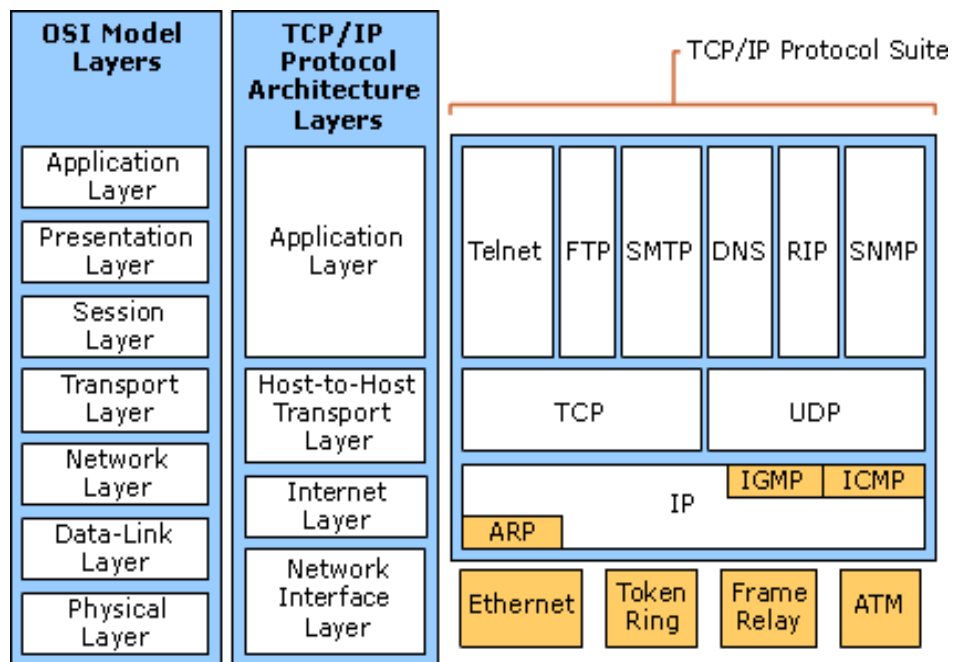 OSI Model
Layers
Application
Layer
Presentation
Layer
Session
Layer
Transport
Layer
Network
Layer
Data-Link
Layer
Physical
Layer
TCP/IP
Protocol
Architecture
Layers
Application
Layer
Host-to-Host
Transport
Layer
Internet
Layer
Network
Interface
Layer
TCP/IP Protocol Suite
Telnet
FTP
SMTP
DNS
RIP
SNMP
TCP
UDP
IGMP
ICMP
IP
ARP
Ethernet
Token
Ring
Frame
Relay
ATM